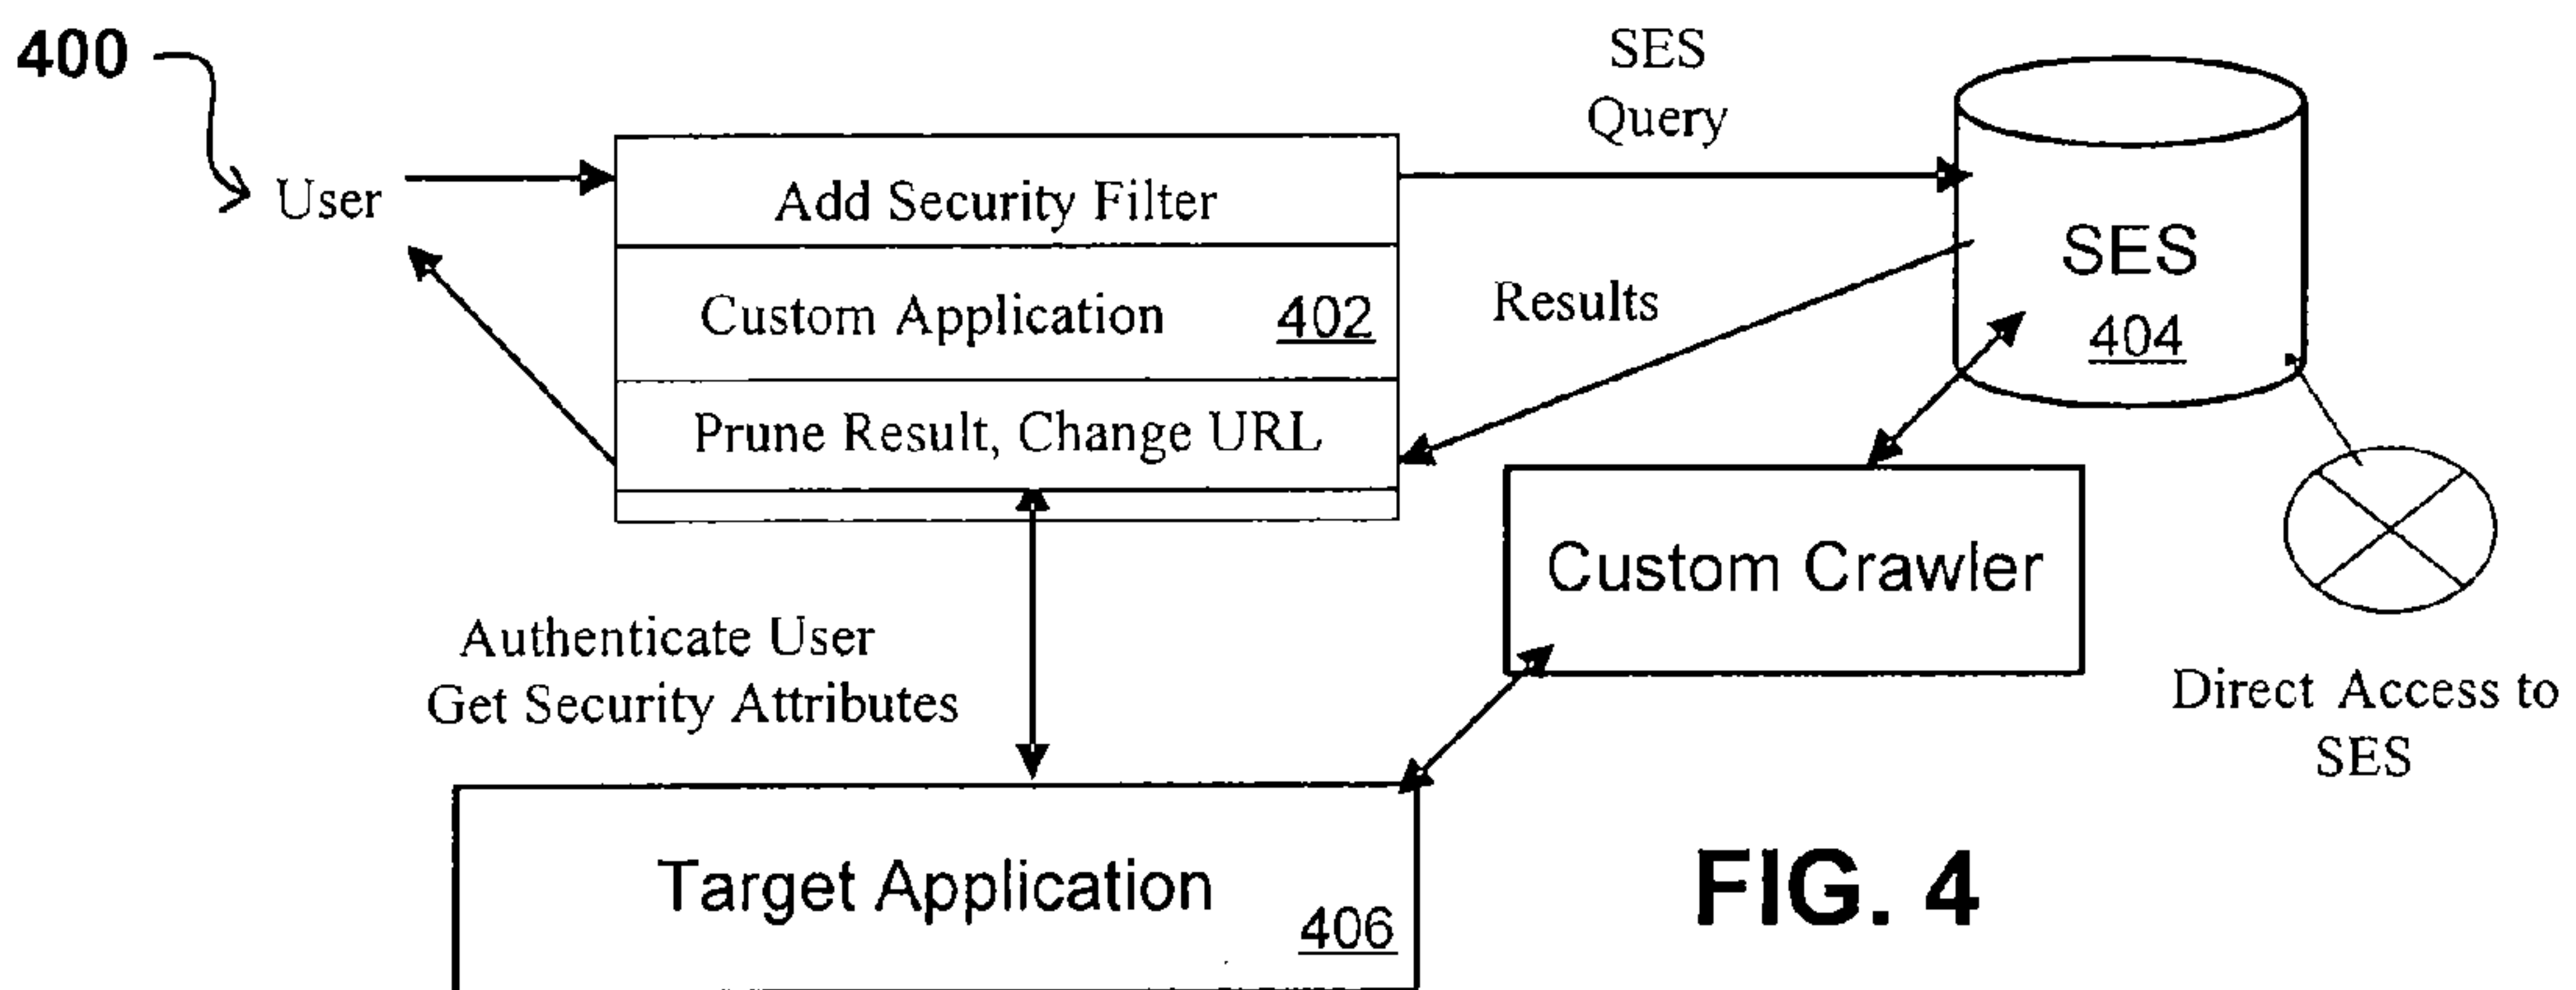 400
User
Add Security Filter
Custom Application 402
Prune Result, Change URL
SES
Query
Results
SES
404
Custom Crawler
Direct Access to
SES
Authenticate User
Get Security Attributes
Target Application
406
FIG. 4